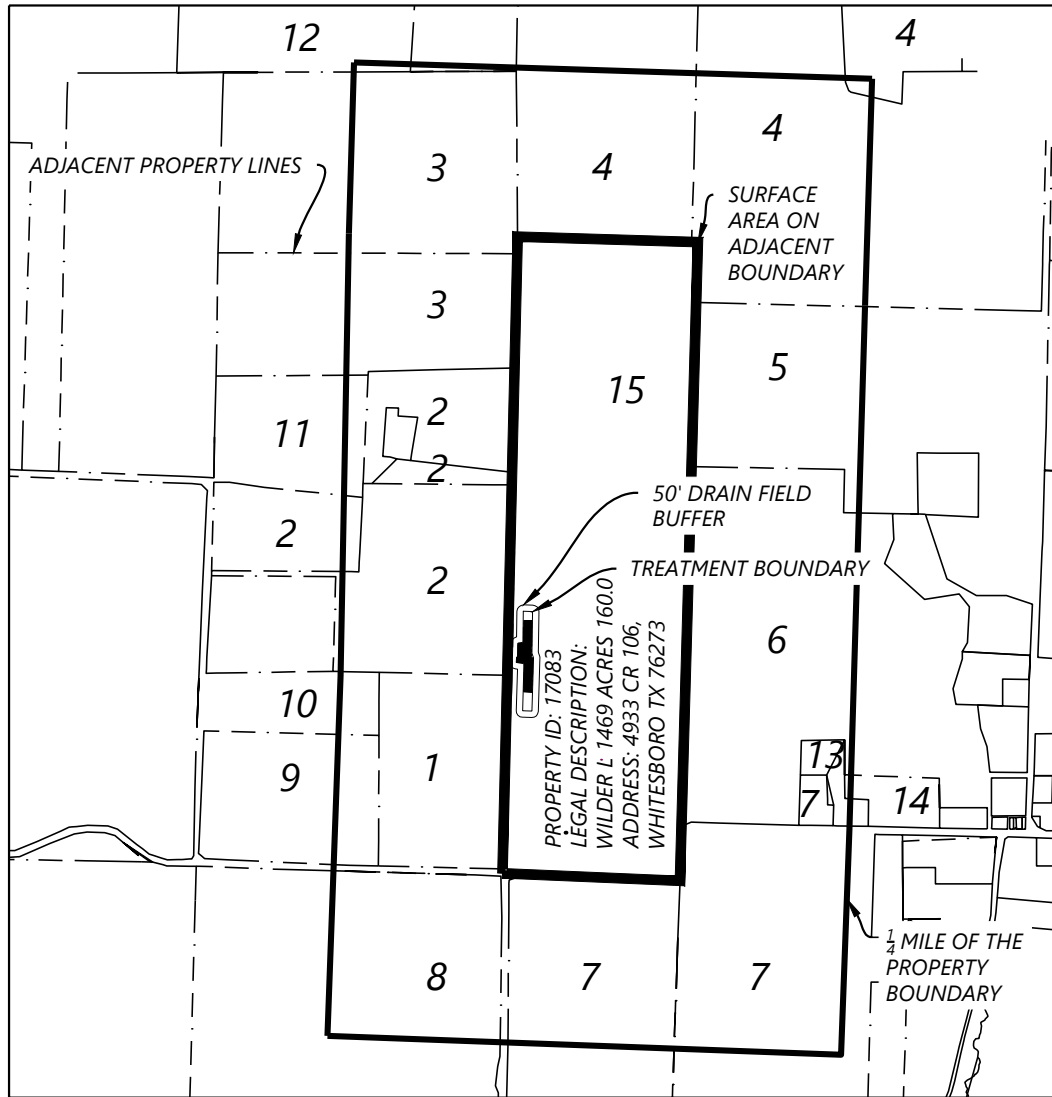 12
4
4
ADJACENT PROPERTY LINES
3
4
SURFACE
AREA ON
ADJACENT
BOUNDARY
3
5
15
2
11
2
50' DRAIN FIELD
BUFFER
2
TREATMENT BOUNDARY
2
6
PROPERTY ID: 17083
LEGAL DESCRIPTION:
WILDER L 1469 ACRES 160.0
ADDRESS: 4933 CR 106,
WHITESBORO TX 76273
10
13
1
9
7
14
1/4 MILE OF THE
PROPERTY
BOUNDARY
8
7
7